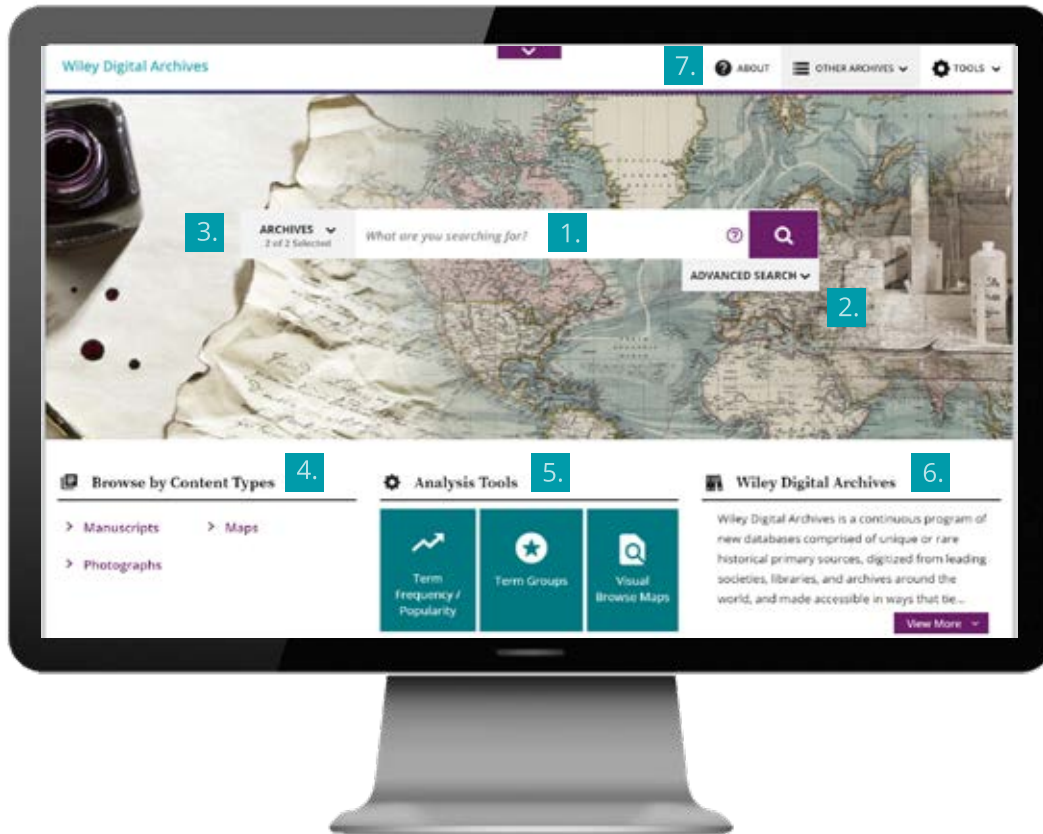 Wiley Digital Archives
7.
ABOUT
OTHER ARCHIVES
TOOLS
3.
ARCHIVES
2 of 2 Selected
What are you searching for?
1.
?
ADVANCED SEARCH
2.
Browse by Content Types
4.
Manuscripts
Maps
Photographs
Analysis Tools
5.
Term
Frequency /
Popularity
Term Groups
Visual
Browse Maps
Wiley Digital Archives
6.
Wiley Digital Archives is a continuous program of
new databases comprised of unique or rare
historical primary sources, digitized from leading
societies, libraries, and archives around the
world, and made accessible in ways that tie...
View More